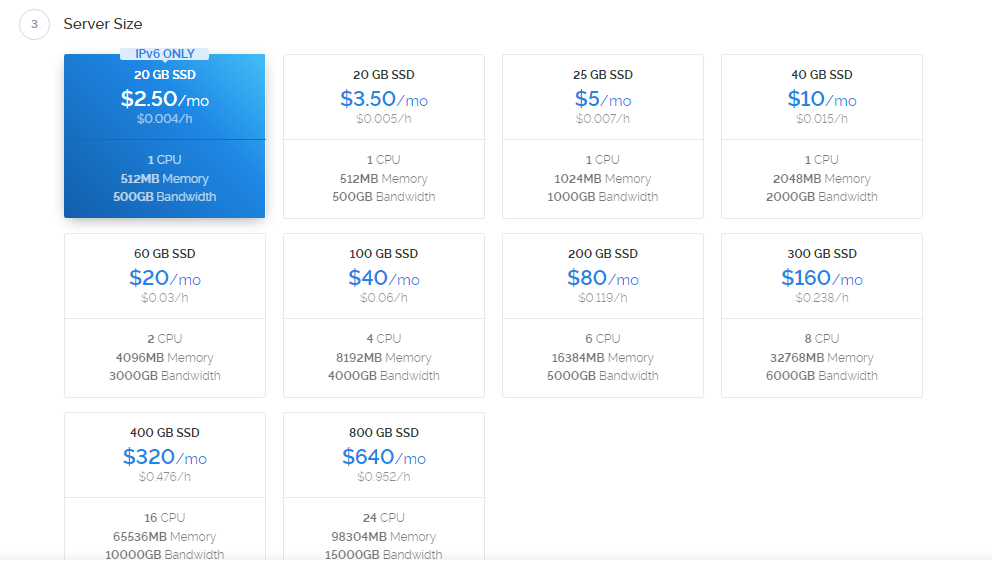 3
Server Size
IPv6 ONLY
20 GB SSD
$2.50/mo
$0.004/h
1 CPU
512MB Memory
500GB Bandwidth
20 GB SSD
$3.50/mo
$0.005/h
1 CPU
512MB Memory
500GB Bandwidth
25 GB SSD
$5/mo
$0.007/h
1 CPU
1024MB Memory
1000GB Bandwidth
40 GB SSD
$10/mo
$0.015/h
1 CPU
2048MB Memory
2000GB Bandwidth
60 GB SSD
$20/mo
$0.03/h
2 CPU
4096MB Memory
3000GB Bandwidth
100 GB SSD
$40/mo
$0.06/h
4 CPU
8192MB Memory
4000GB Bandwidth
200 GB SSD
$80/mo
$0.119/h
6 CPU
16384MB Memory
5000GB Bandwidth
300 GB SSD
$160/mo
$0.238/h
8 CPU
32768MB Memory
6000GB Bandwidth
400 GB SSD
$320/mo
$0.476/h
16 CPU
65536MB Memory
10000GB Bandwidth
800 GB SSD
$640/mo
$0.952/h
24 CPU
98304MB Memory
15000GB Bandwidth